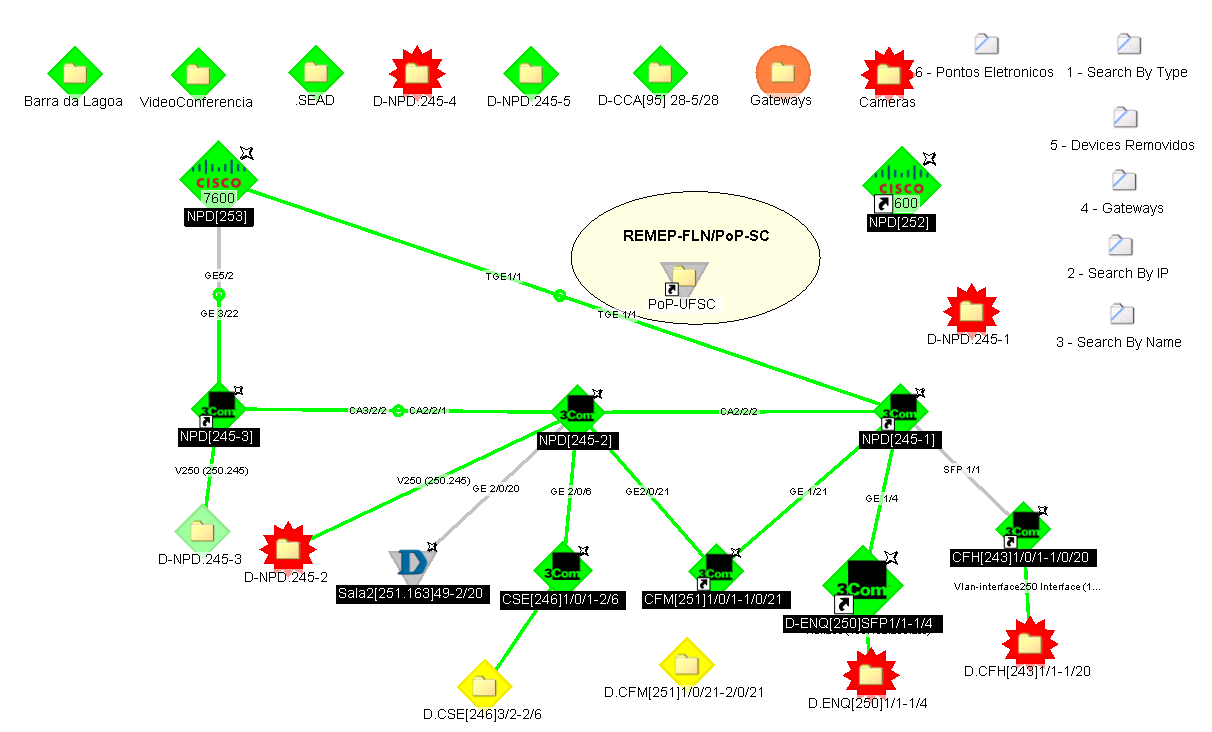 6 - Pontos Eletronicos
1 - Search By Type
Barra da Lagoa
VideoConferencia
.SEAD
D-NPD.245-4
D-NPD.245-5
D-CCA[95] 28-5/28
Gateways
Cameras
5 - Devices Removidos
CISCO
7600
NPD[253]
CISCO
600
NPD[252]
4 - Gateways
REMEP-FLN/PoP-SC
PoP-UFSC
2 - Search By IP
GE5/2
TGE1/1
GE 3/22
TGE 1/1
D-NPD.245-1
3 - Search By Name
3Com
NPD[245-3]
CA3/2/2
CA2/2/1
3Com
NPD[245-2]
CA2/2/2
3Com
NPD[245-1]
V250 (250.245)
V250 (250.245)
GE 2/0/20
GE 2/0/6
GE2/0/21
GE 1/21
GE 1/4
SFP 1/1
D-NPD.245-3
D-NPD.245-2
D
Sala2[251.163]49-2/20
3Com
CSE[246]1/0/1-2/6
3Com
CFM[251]1/0/1-1/0/21
3Com
D-ENQ[250]SFP1/1-1/4
3Com
CFH[243]1/0/1-1/0/20
Vlan-interface250 Interface (1...
D.CSE[246]3/2-2/6
D.CFM[251]1/0/21-2/0/21
D.ENQ[250]1/1-1/4
D.CFH[243]1/1-1/20